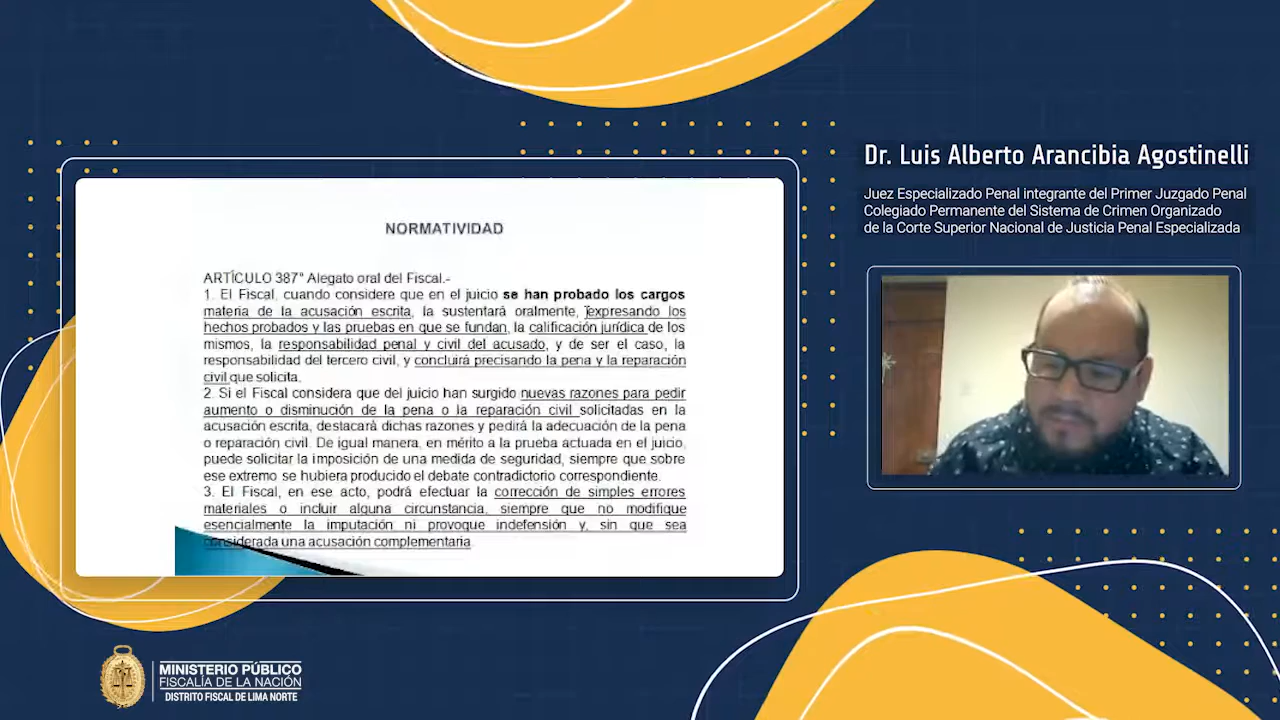 NORMATIVIDAD
ARTÍCULO 387° Alegato oral del Fiscal.-
1. El Fiscal, cuando considere que en el juicio se han probado los cargos
materia de la acusación escrita, la sustentará oralmente, expresando los
hechos probados y las pruebas en que se fundan, la calificación jurídica de los
mismos, la responsabilidad penal y civil del acusado, y de ser el caso, la
responsabilidad del tercero civil, y concluirá precisando la pena y la reparación
civil que solicita.
2. Si el Fiscal considera que del juicio han surgido nuevas razones para pedir
aumento o disminución de la pena o la reparación civil solicitadas en la
acusación escrita, destacará dichas razones y pedirá la adecuación de la pena
o reparación civil. De igual manera, en mérito a la prueba actuada en el juicio,
puede solicitar la imposición de una medida de seguridad, siempre que sobre
ese extremo se hubiera producido el debate contradictorio correspondiente.
3. El Fiscal, en ese acto, podrá efectuar la corrección de simples errores
materiales o incluir alguna circunstancia, siempre que no modifique
esencialmente la imputación ni provoque indefensión y, sin que sea
considerada una acusación complementaria.
Dr. Luis Alberto Arancibia Agostinelli
Juez Especializado Penal integrante del Primer Juzgado Penal
Colegiado Permanente del Sistema de Crimen Organizado
de la Corte Superior Nacional de Justicia Penal Especializada
MINISTERIO PÚBLICO
FISCALÍA DE LA NACIÓN
DISTRITO FISCAL DE LIMA NORTE